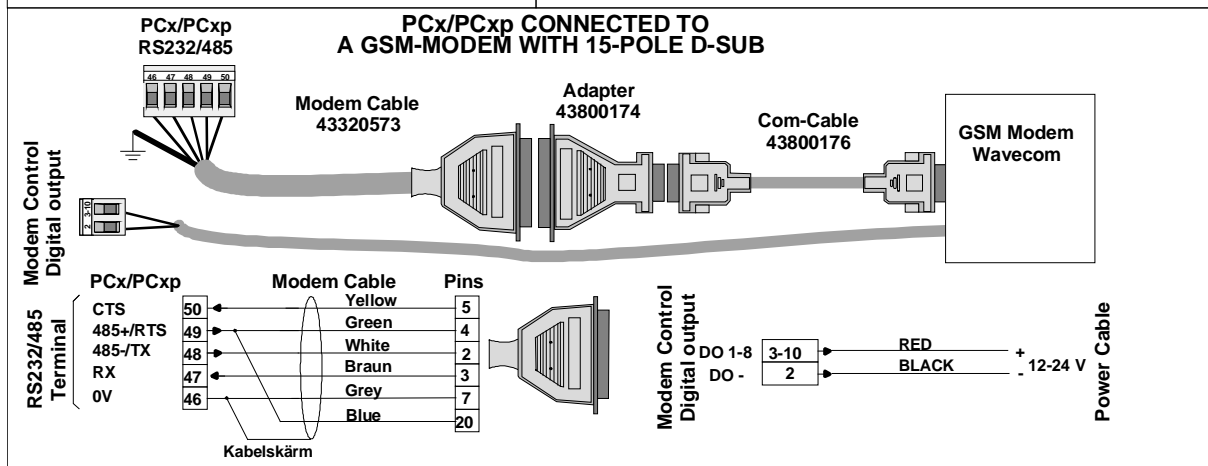 PCx/PCxp CONNECTED TO
A GSM-MODEM WITH 15-POLE D-SUB
PCx/PCxp
RS232/485
46 47 48 49 50
Modem Cable
43320573
Adapter
43800174
Com-Cable
43800176
GSM Modem
Wavecom
Modem Control
Digital output
2 3-10
PCx/PCxp
Modem Cable
Pins
RS232/485
Terminal
CTS 50 Yellow 5
485+/RTS 49 Green 4
485-/TX 48 White 2
RX 47 Braun 3
0V 46 Grey 7
Blue 20
Kabelskärm
Modem Control
Digital output
DO 1-8 3-10 RED +
DO - 2 BLACK -
12-24 V
Power Cable